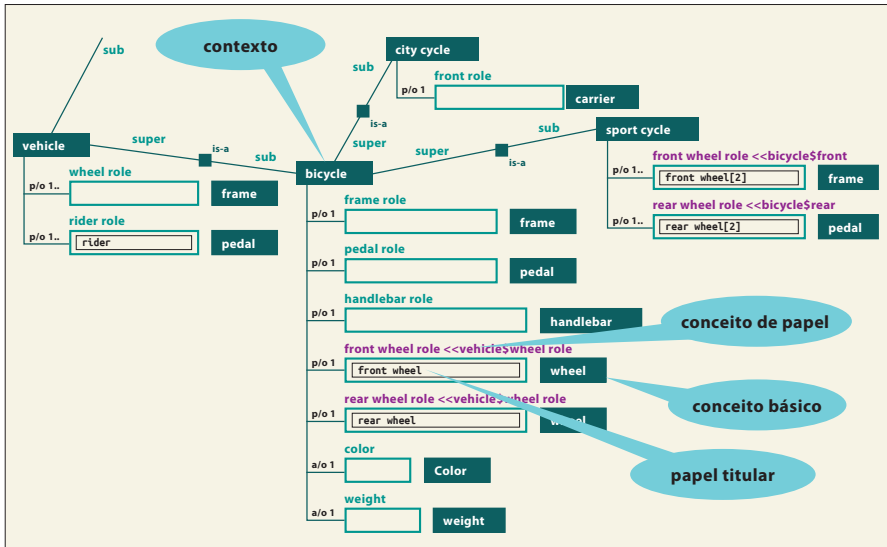 sub
contexto
city cycle
sub
front role
p/o 1
carrier
is-a
super
vehicle
super
is-a
sub
bicycle
super
is-a
sub
sport cycle
wheel role
p/o 1..
frame
rider role
p/o 1..
rider
pedal
front wheel role <<bicycle$front
p/o 1..
front wheel[2]
frame
rear wheel role <<bicycle$rear
p/o 1..
rear wheel[2]
pedal
frame role
p/o 1
frame
pedal role
p/o 1
pedal
handlebar role
p/o 1
handlebar
conceito de papel
front wheel role <<vehicle$wheel role
p/o 1
front wheel
wheel
conceito básico
rear wheel role <<vehicle$wheel role
p/o 1
rear wheel
wheel
papel titular
color
a/o 1
Color
weight
a/o 1
weight